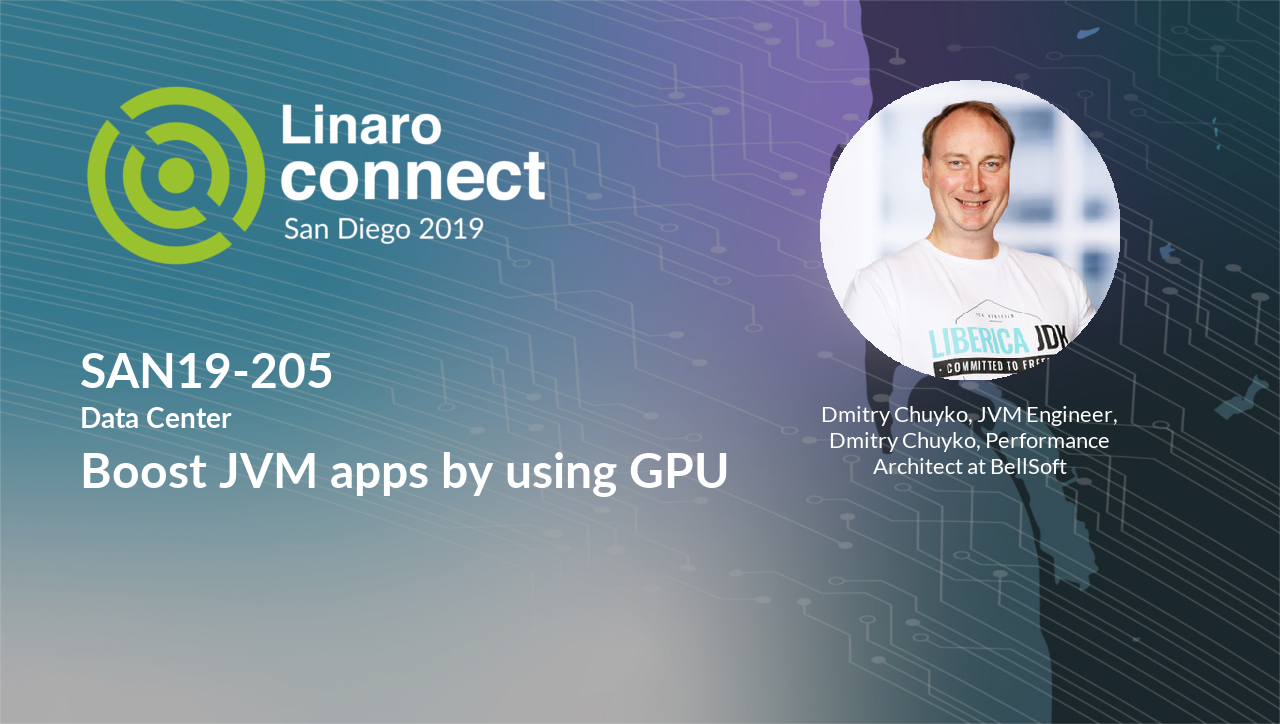 Linaro
connect
San Diego 2019
SAN19-205
Data Center
Boost JVM apps by using GPU
LIBERICA JDK
COMMITTED TO
Dmitry Chuyko, JVM Engineer,
Dmitry Chuyko, Performance
Architect at BellSoft